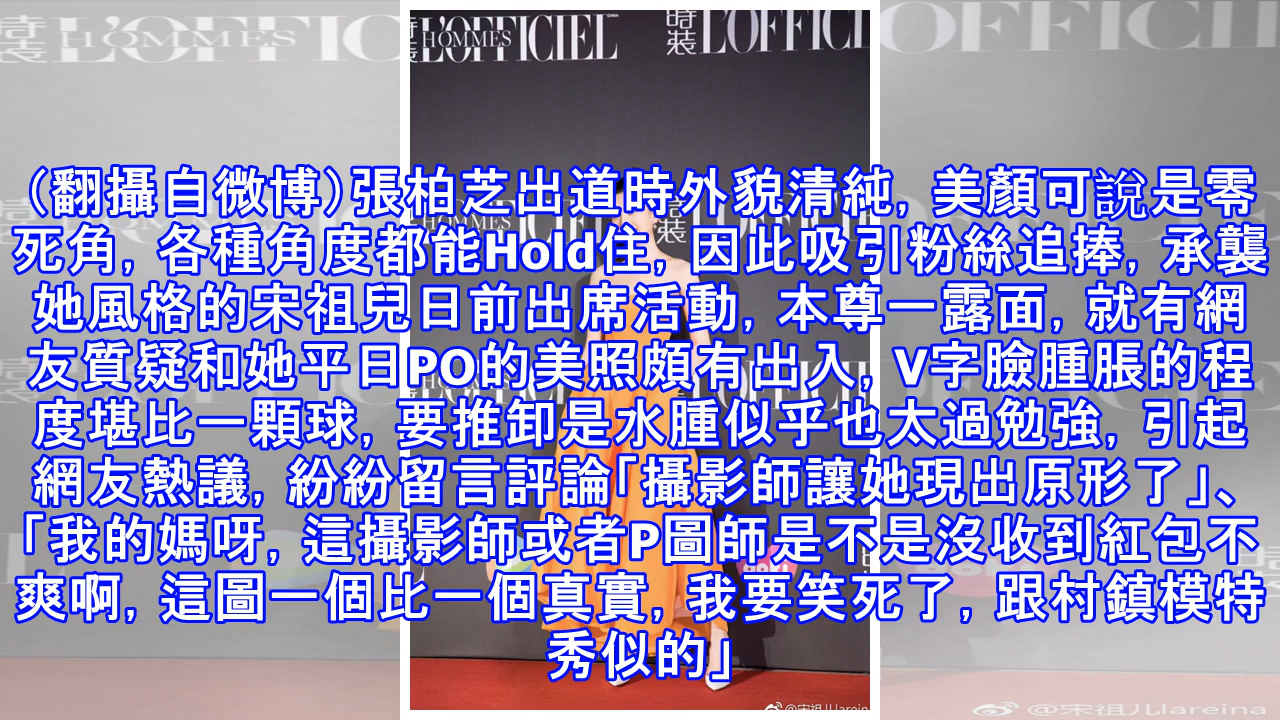 時裝 L'OFFICIEL HOMMES
時裝 L'OFFICIEL
(翻攝自微博)張柏芝出道時外貌清純, 美顏可說是零
死角, 各種角度都能Hold住, 因此吸引粉絲追捧, 承襲
她風格的宋祖兒日前出席活動, 本尊一露面, 就有網
友質疑和她平日PO的美照頗有出入, V字臉腫脹的程
度堪比一顆球, 要推卸是水腫似乎也太過勉強, 引起
網友熱議, 紛紛留言評論「攝影師讓她現出原形了」、
「我的媽呀, 這攝影師或者P圖師是不是沒收到紅包不
爽啊, 這圖一個比一個真實, 我要笑死了, 跟村鎮模特
秀似的」
@宋祖儿lareina